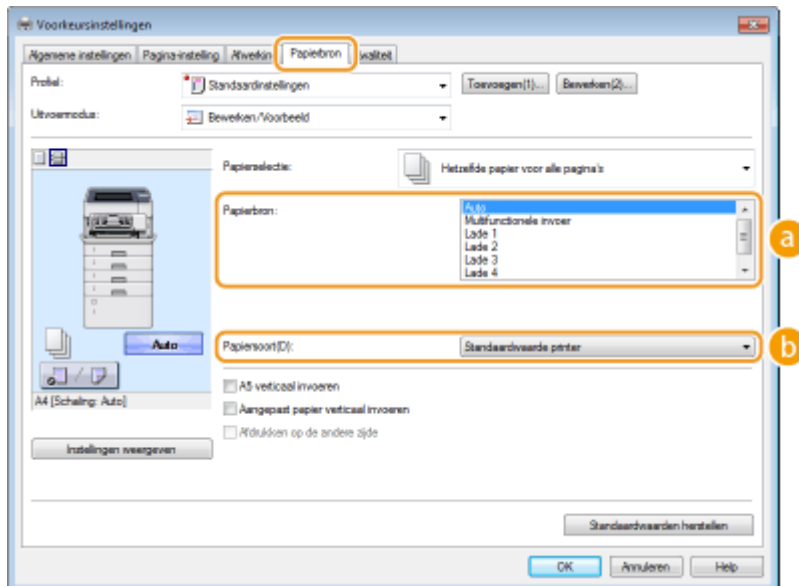 Voorkeursinstellingen
Algemene instellingen Pagina-instelling Afwerkin Papierbron waliteit
Profiel: Standaardinstellingen Toevoegen(1)... Bewerken(2)...
Uitvoermodus: Bewerken/Voorbeeld
Papierselectie: Hetzelfde papier voor alle pagina's
Papierbron:
Auto
Multifunctionele invoer
Lade 1
Lade 2
Lade 3
Lade 4
a
Auto
Papiersoort(D): Standaardwaarde printer
b
A4 [Schaling: Auto]
A5 verticaal invoeren
Aangepast papier verticaal invoeren
Afdrukken op de andere zijde
Instellingen weergeven
Standaardwaarden herstellen
OK Annuleren Help